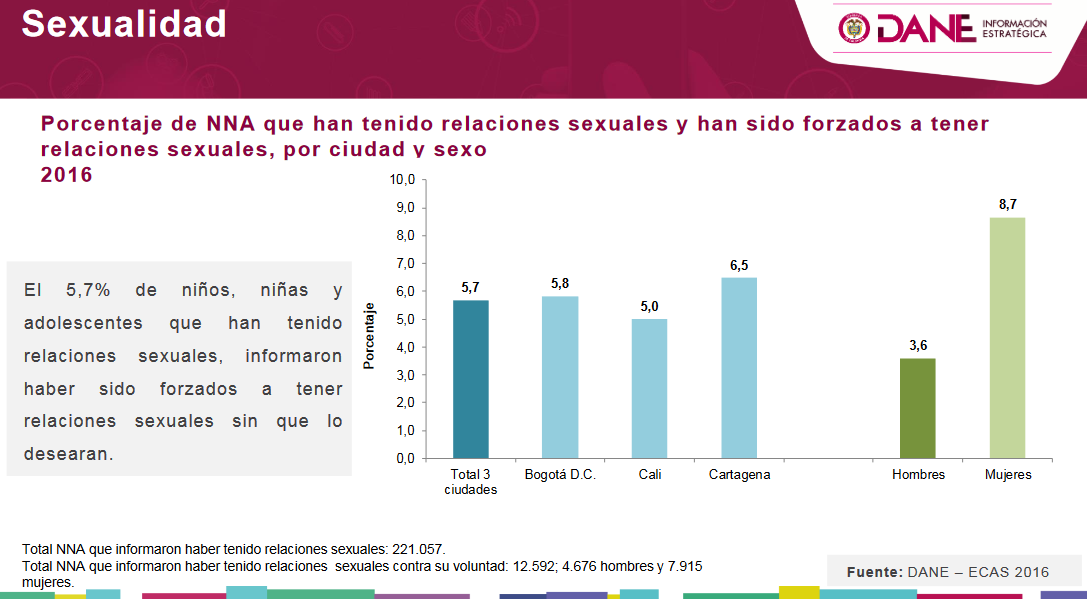 Sexualidad
DANE
INFORMACIÓN
ESTRATÉGICA
Porcentaje de NNA que han tenido relaciones sexuales y han sido forzados a tener
relaciones sexuales, por ciudad y sexo
2016
El 5,7% de niños, niñas y
adolescentes que han tenido
relaciones sexuales, informaron
haber sido forzados a tener
relaciones sexuales sin que lo
desearan.
Porcentaje
10,0
9,0
8,0
7,0
6,0
5,0
4,0
3,0
2,0
1,0
0,0
5,7
5,8
5,0
6,5
3,6
8,7
Total 3
ciudades
Bogotá D.C.
Cali
Cartagena
Hombres
Mujeres
Total NNA que informaron haber tenido relaciones sexuales: 221.057.
Total NNA que informaron haber tenido relaciones sexuales contra su voluntad: 12.592; 4.676 hombres y 7.915
mujeres.
Fuente: DANE – ECAS 2016